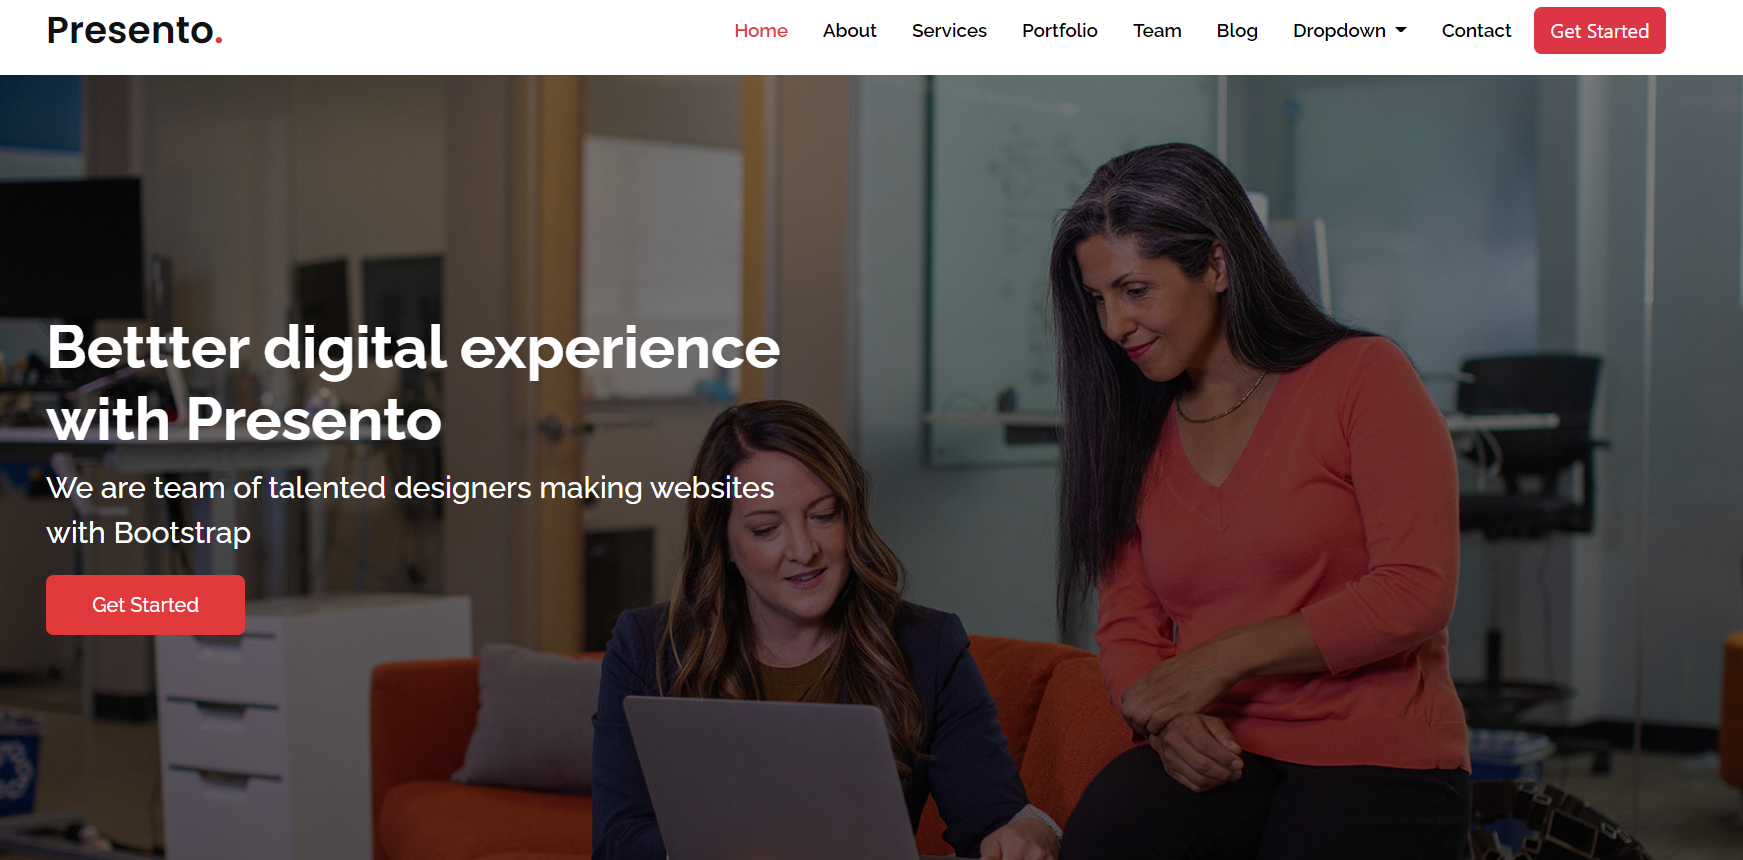 Presento.
Home About Services Portfolio Team Blog Dropdown Contact Get Started
Bettter digital experience
with Presento
We are team of talented designers making websites
with Bootstrap
Get Started